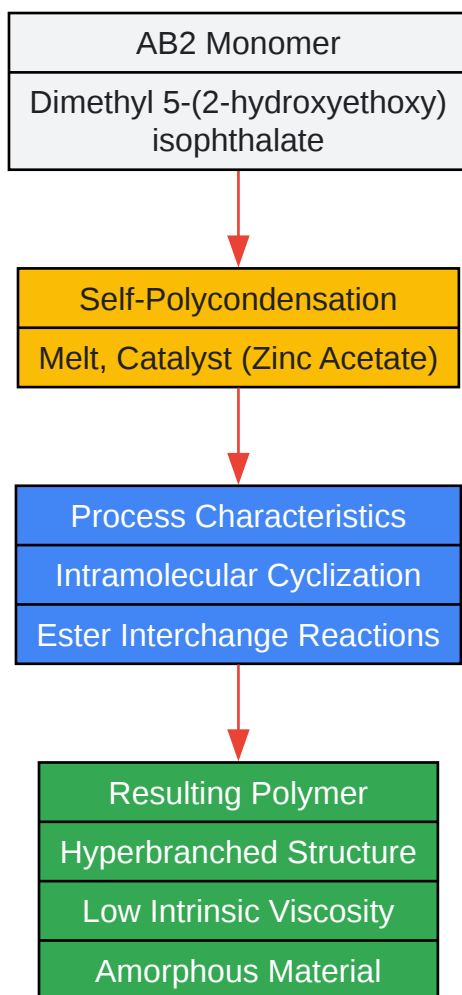 AB2 Monomer
Dimethyl 5-(2-hydroxyethoxy)
isophthalate
Self-Polycondensation
Melt, Catalyst (Zinc Acetate)
Process Characteristics
Intramolecular Cyclization
Ester Interchange Reactions
Resulting Polymer
Hyperbranched Structure
Low Intrinsic Viscosity
Amorphous Material